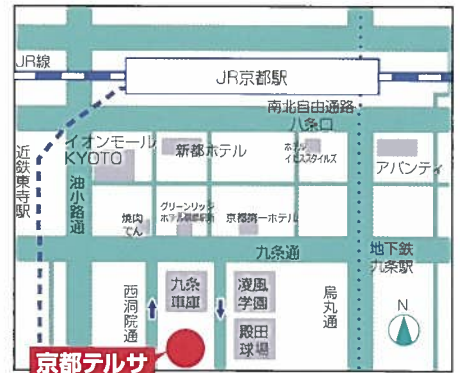 JR線
JR京都駅
南北自由通路
八条口
イオンモール
KYOTO
新都ホテル
ホテル
イビススタイルズ
アバンティ
近鉄東寺駅
油小路通
焼肉
でん
グリーンリッジ
京都第一ホテル
九条通
地下鉄
九条駅
西洞院通
九条
車庫
凌風
学園
殿田
球場
烏丸通
N
京都テルサ